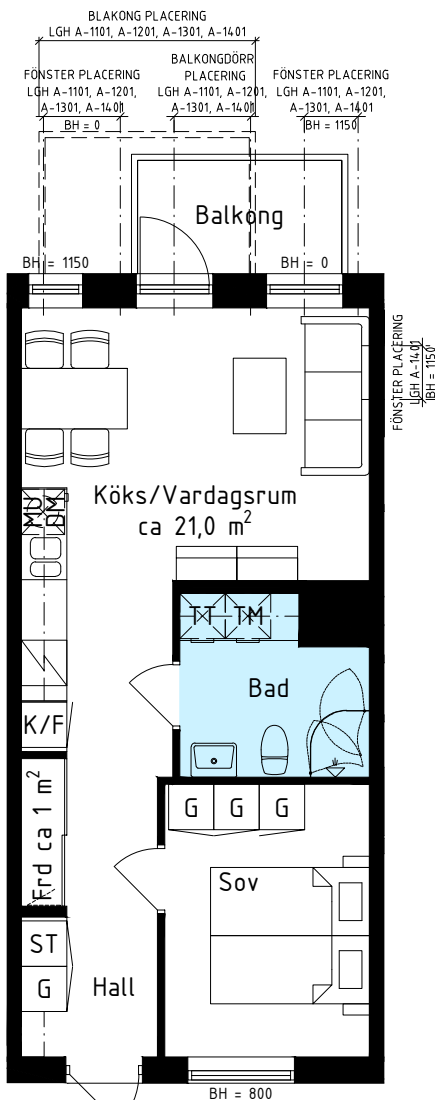 BLAKONG PLACERING
LGH A-1101, A-1201, A-1301, A-1401
FÖNSTER PLACERING
LGH A-1101, A-1201,
A-1301, A-1401
BH = 0
BALKONGDÖRR
PLACERING
LGH A-1101, A-1201,
A-1301, A-1401
FÖNSTER PLACERING
LGH A-1101, A-1201,
A-1301, A-1401
BH = 1150
Balkong
BH = 1150
BH = 0
FÖNSTER PLACERING
LGH A-1401
BH = 1150
Köks/Vardagsrum
ca 21,0 m²
MU
DM
TT
TM
Bad
K/F
Frd ca 1 m²
G
G
G
Sov
ST
G
Hall
BH = 800